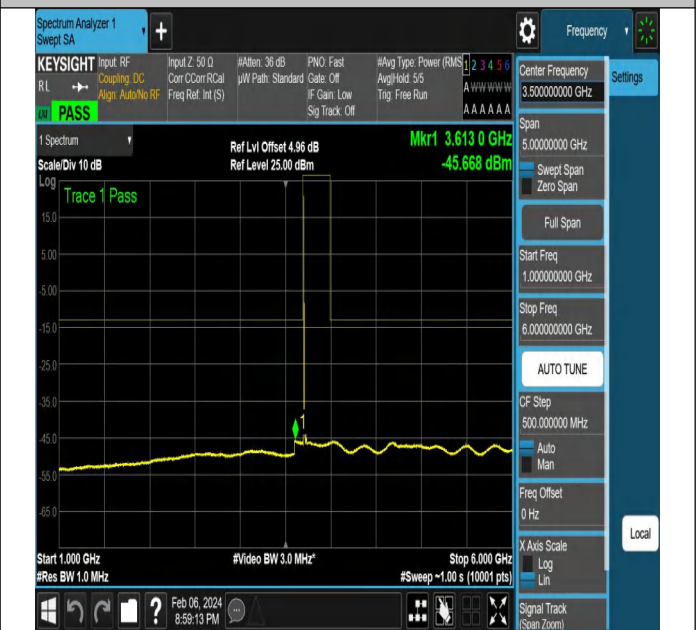 Spectrum Analyzer 1
Swept SA
Frequency
KEYSIGHT
RL
PASS
Input: RF
Coupling: DC
Align: Auto/No RF
Input Z: 50 Ω
Corr CCorr RCal
Freq Ref: Int (S)
#Atten: 36 dB
µW Path: Standard
PNO: Fast
Gate: Off
IF Gain: Low
Sig Track: Off
#Avg Type: Power (RMS
Avg|Hold: 5/5
Trig: Free Run
1 2 3 4 5 6
A W W W W W
A A A A A A
1 Spectrum
Scale/Div 10 dB
Log
Ref Lvl Offset 4.96 dB
Ref Level 25.00 dBm
Mkr1 3.613 0 GHz
-45.668 dBm
Trace 1 Pass
15.0
5.00
-5.00
-15.0
-25.0
-35.0
-45.0
-55.0
-65.0
1
Start 1.000 GHz
#Video BW 3.0 MHz*
Stop 6.000 GHz
#Res BW 1.0 MHz
#Sweep ~1.00 s (10001 pts)
Feb 06, 2024
8:59:13 PM
?
Center Frequency
3.500000000 GHz
Settings
Span
5.00000000 GHz
Swept Span
Zero Span
Full Span
Start Freq
1.000000000 GHz
Stop Freq
6.000000000 GHz
AUTO TUNE
CF Step
500.000000 MHz
Auto
Man
Freq Offset
0 Hz
Local
X Axis Scale
Log
Lin
Signal Track
(Span Zoom)